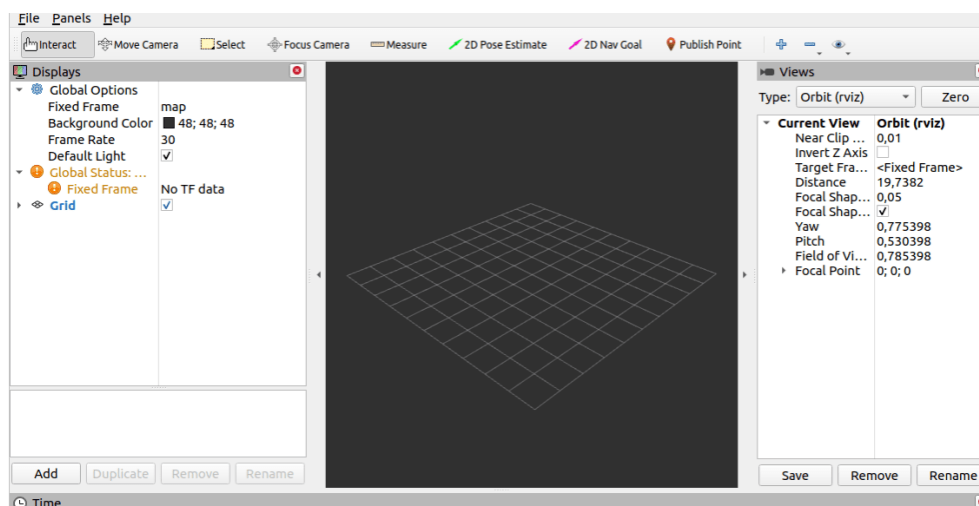 File Panels Help
Interact Move Camera Select Focus Camera Measure 2D Pose Estimate 2D Nav Goal Publish Point
Displays
Global Options
Fixed Frame map
Background Color 48; 48; 48
Frame Rate 30
Default Light
Global Status: ...
Fixed Frame No TF data
Grid
Add Duplicate Remove Rename
Views
Type: Orbit (rviz) Zero
Current View Orbit (rviz)
Near Clip ... 0,01
Invert Z Axis
Target Fra... <Fixed Frame>
Distance 19,7382
Focal Shap... 0,05
Focal Shap...
Yaw 0,775398
Pitch 0,530398
Field of Vi... 0,785398
Focal Point 0; 0; 0
Save Remove Rename
Time